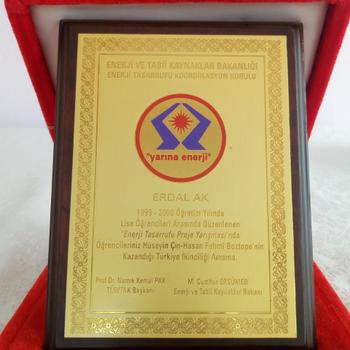 ENERJİ VE TABİİ KAYNAKLAR BAKANLIĞI
ENERJİ TASARRUFU KOORDİNASYON KURULU
"yarına enerji"
ERDAL AK
1999 - 2000 Öğretim Yılında
Lise Öğrencileri Arasında Düzenlenen
"Enerji Tasarrufu Proje Yarışması'nda
Öğrencileriniz Hüseyin Çin-Hasan Fehmi Boztepe'nin
Kazandığı Türkiye İkinciliği Anısına.
Prof. Dr. Namık Kemal PAK M. Cumhur ERSÜMER
TÜBİTAK Başkanı Enerji ve Tabii Kaynaklar Bakanı